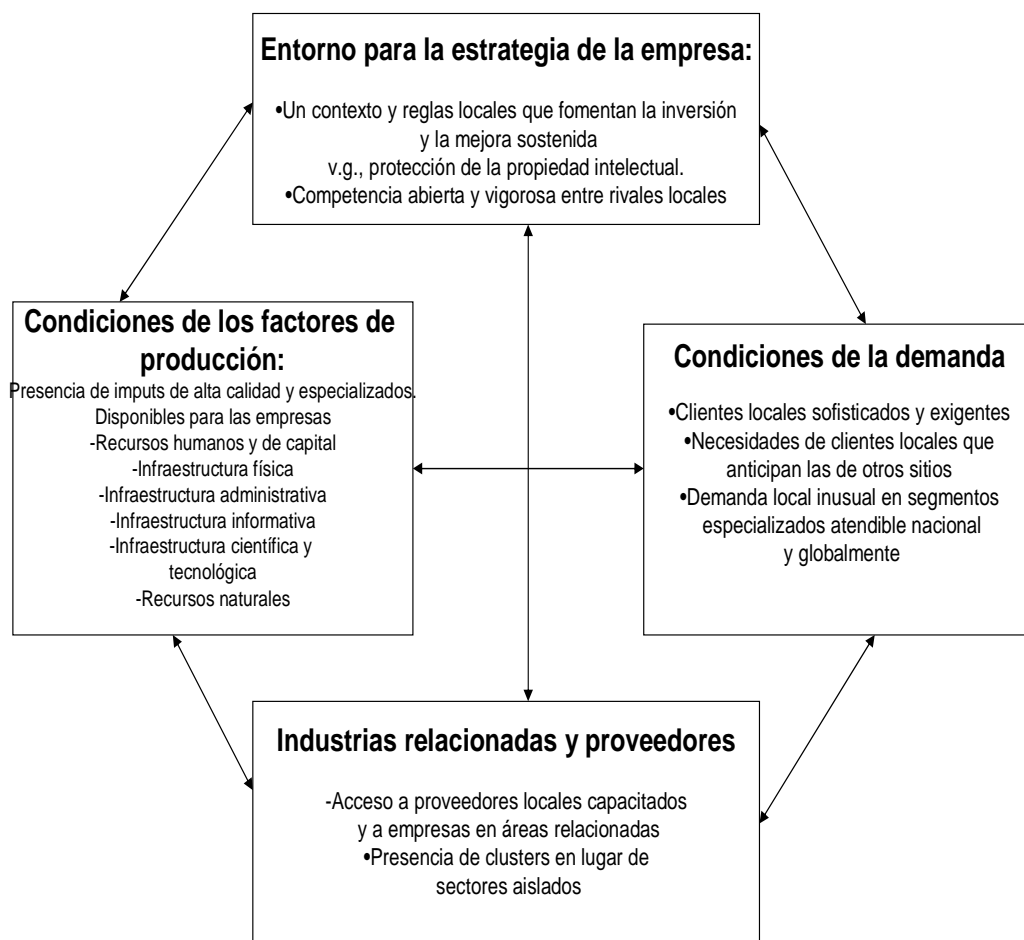 Entorno para la estrategia de la empresa:
•Un contexto y reglas locales que fomentan la inversión
y la mejora sostenida
v.g., protección de la propiedad intelectual.
•Competencia abierta y vigorosa entre rivales locales
Condiciones de los factores de
producción:
Presencia de imputs de alta calidad y especializados.
Disponibles para las empresas
-Recursos humanos y de capital
-Infraestructura física
-Infraestructura administrativa
-Infraestructura informativa
-Infraestructura científica y
tecnológica
-Recursos naturales
Condiciones de la demanda
•Clientes locales sofisticados y exigentes
•Necesidades de clientes locales que
anticipan las de otros sitios
•Demanda local inusual en segmentos
especializados atendible nacional
y globalmente
Industrias relacionadas y proveedores
-Acceso a proveedores locales capacitados
y a empresas en áreas relacionadas
•Presencia de clusters en lugar de
sectores aislados